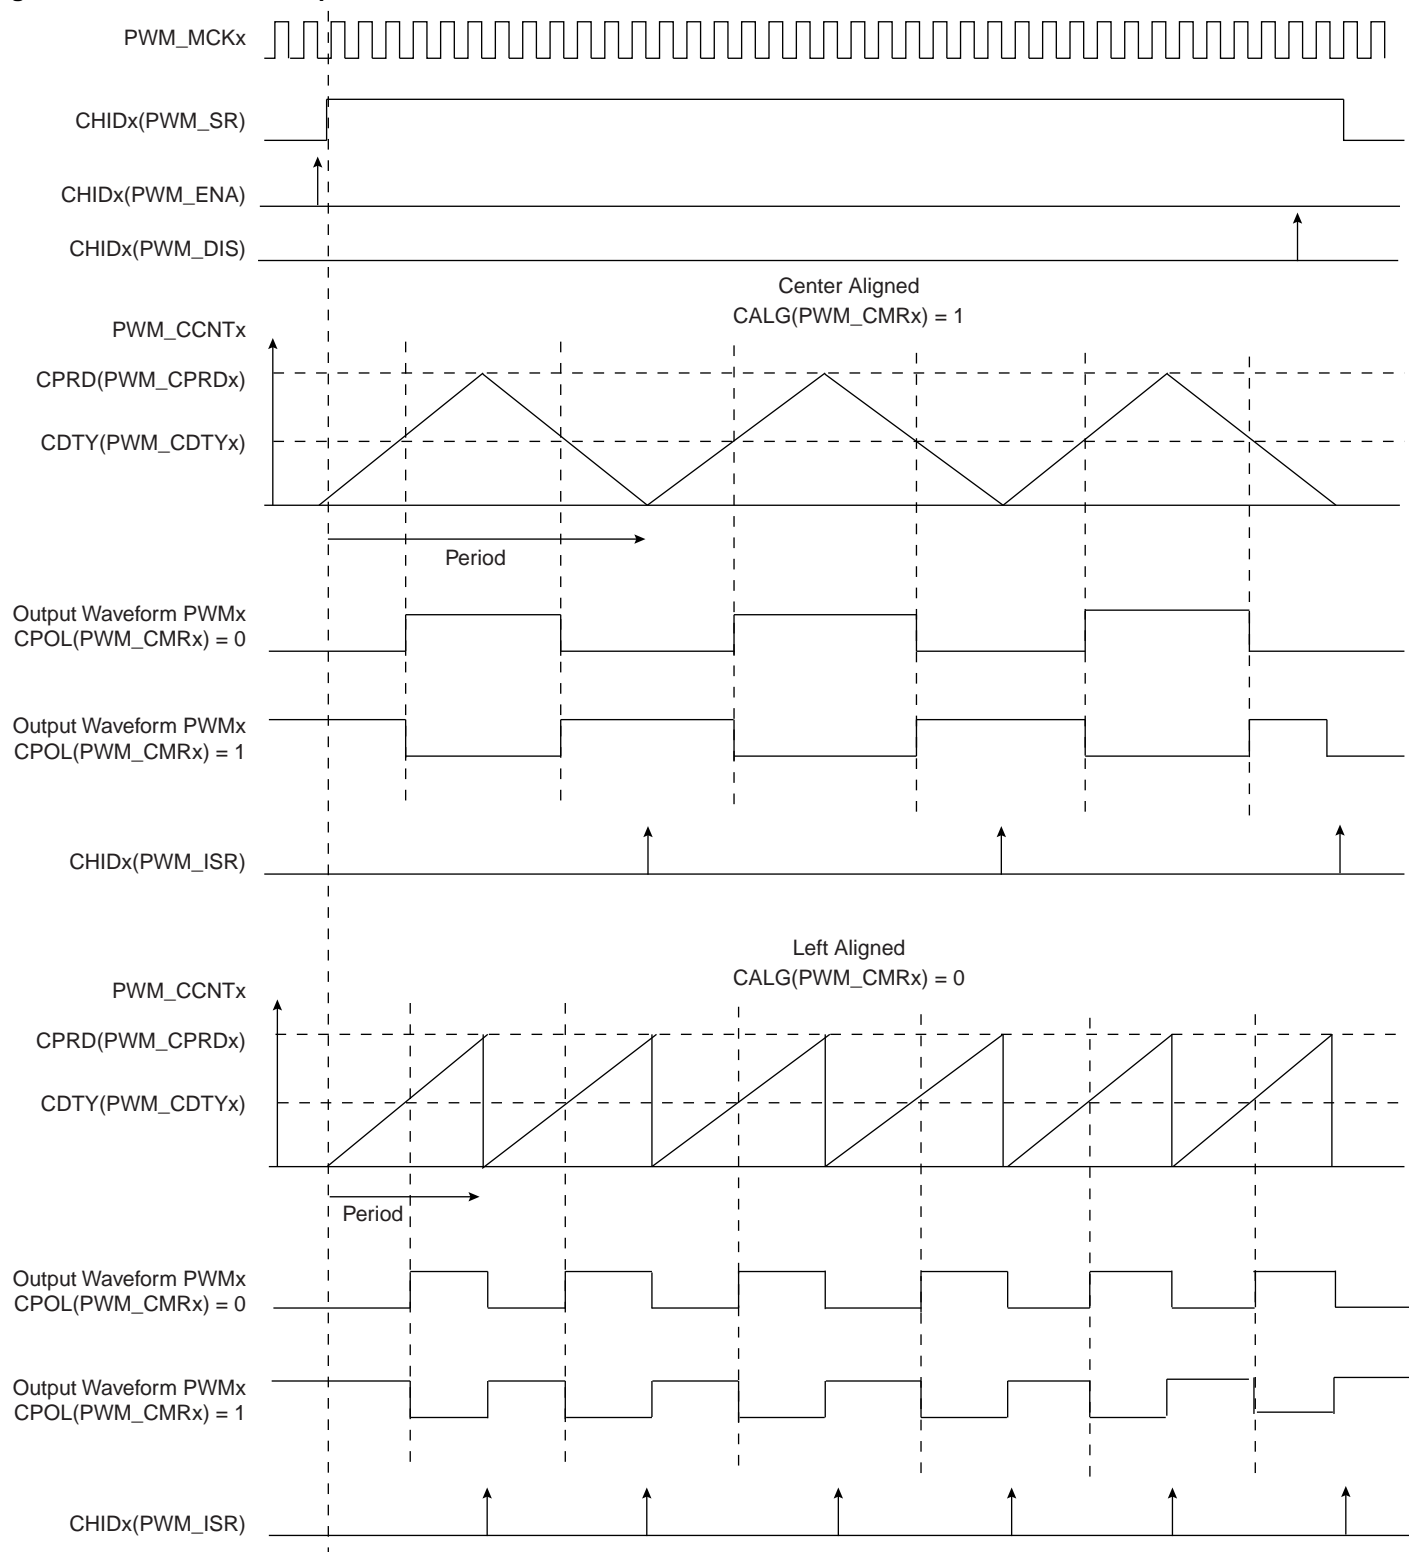 PWM_MCKx
CHIDx(PWM_SR)
CHIDx(PWM_ENA)
CHIDx(PWM_DIS)
Center Aligned
CALG(PWM_CMRx) = 1
PWM_CCNTx
CPRD(PWM_CPRDx)
CDTY(PWM_CDTYx)
Period
Output Waveform PWMx
CPOL(PWM_CMRx) = 0
Output Waveform PWMx
CPOL(PWM_CMRx) = 1
CHIDx(PWM_ISR)
Left Aligned
CALG(PWM_CMRx) = 0
PWM_CCNTx
CPRD(PWM_CPRDx)
CDTY(PWM_CDTYx)
Period
Output Waveform PWMx
CPOL(PWM_CMRx) = 0
Output Waveform PWMx
CPOL(PWM_CMRx) = 1
CHIDx(PWM_ISR)